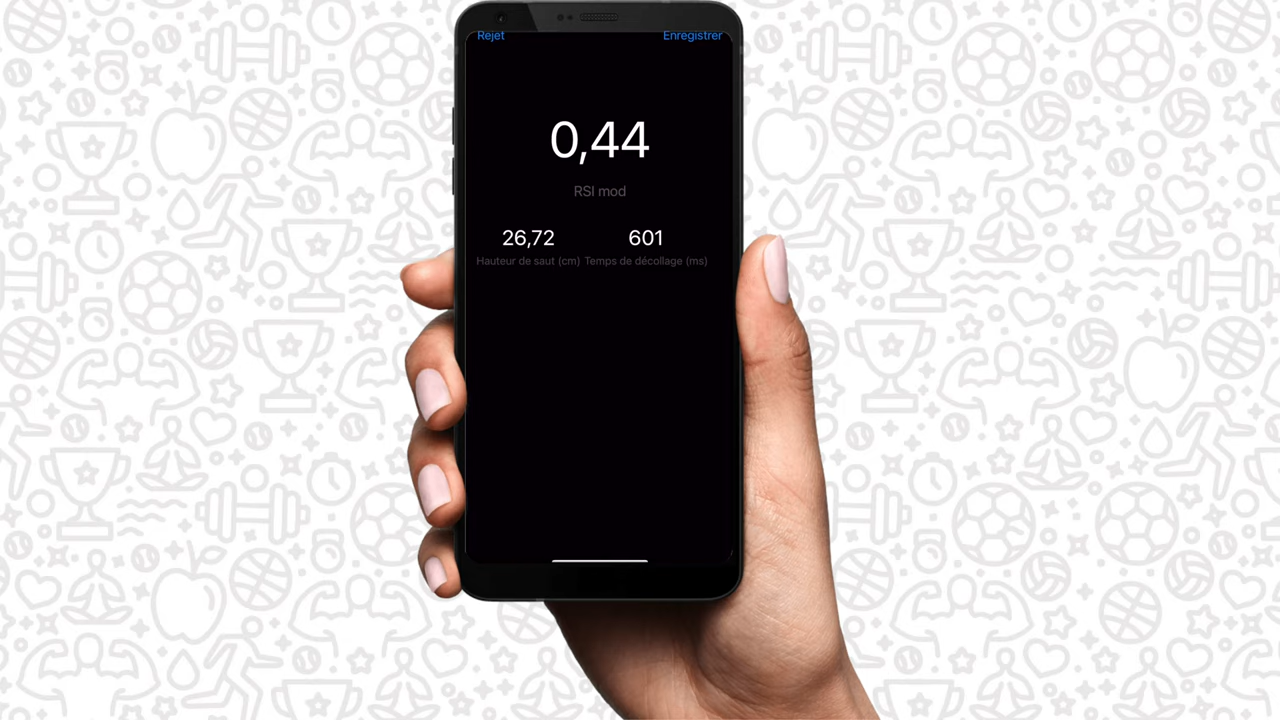 Rejet Enregistrer
0,44
RSI mod
26,72 601
Hauteur de saut (cm) Temps de décollage (ms)